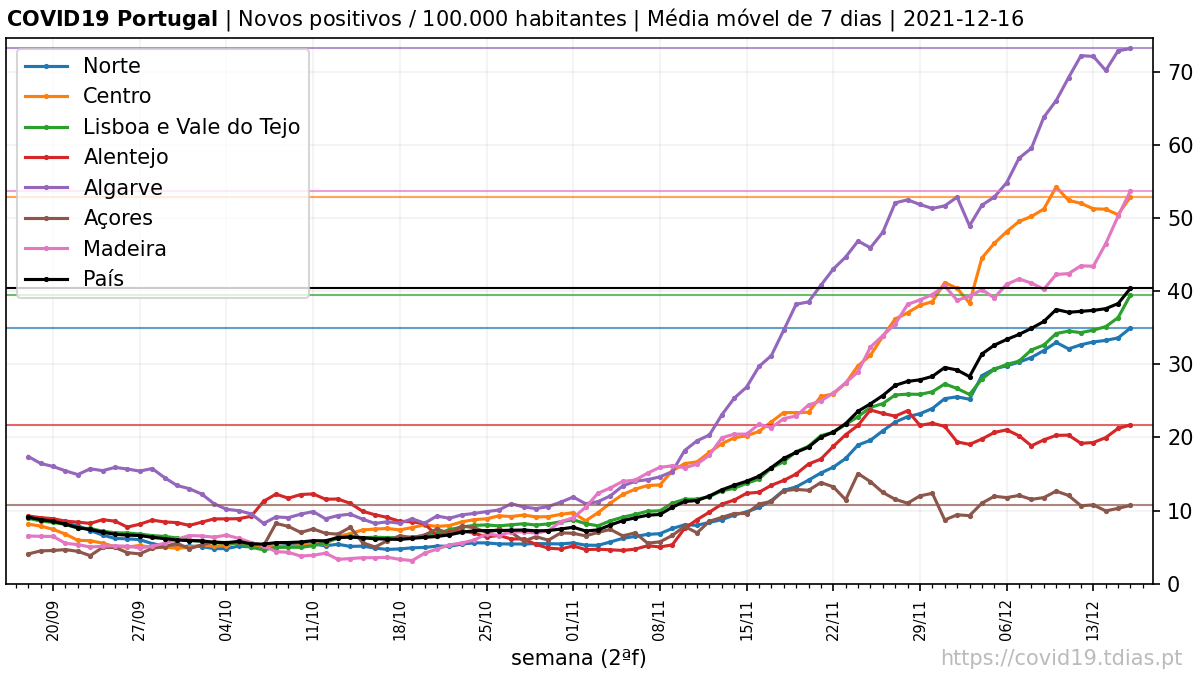 COVID19 Portugal | Novos positivos / 100.000 habitantes | Média móvel de 7 dias | 2021-12-16
Norte
Centro
Lisboa e Vale do Tejo
Alentejo
Algarve
Açores
Madeira
País
70
60
50
40
30
20
10
0
20/09 27/09 04/10 11/10 18/10 25/10 01/11 08/11 15/11 22/11 29/11 06/12 13/12
semana (2ªf)
https://covid19.tdias.pt